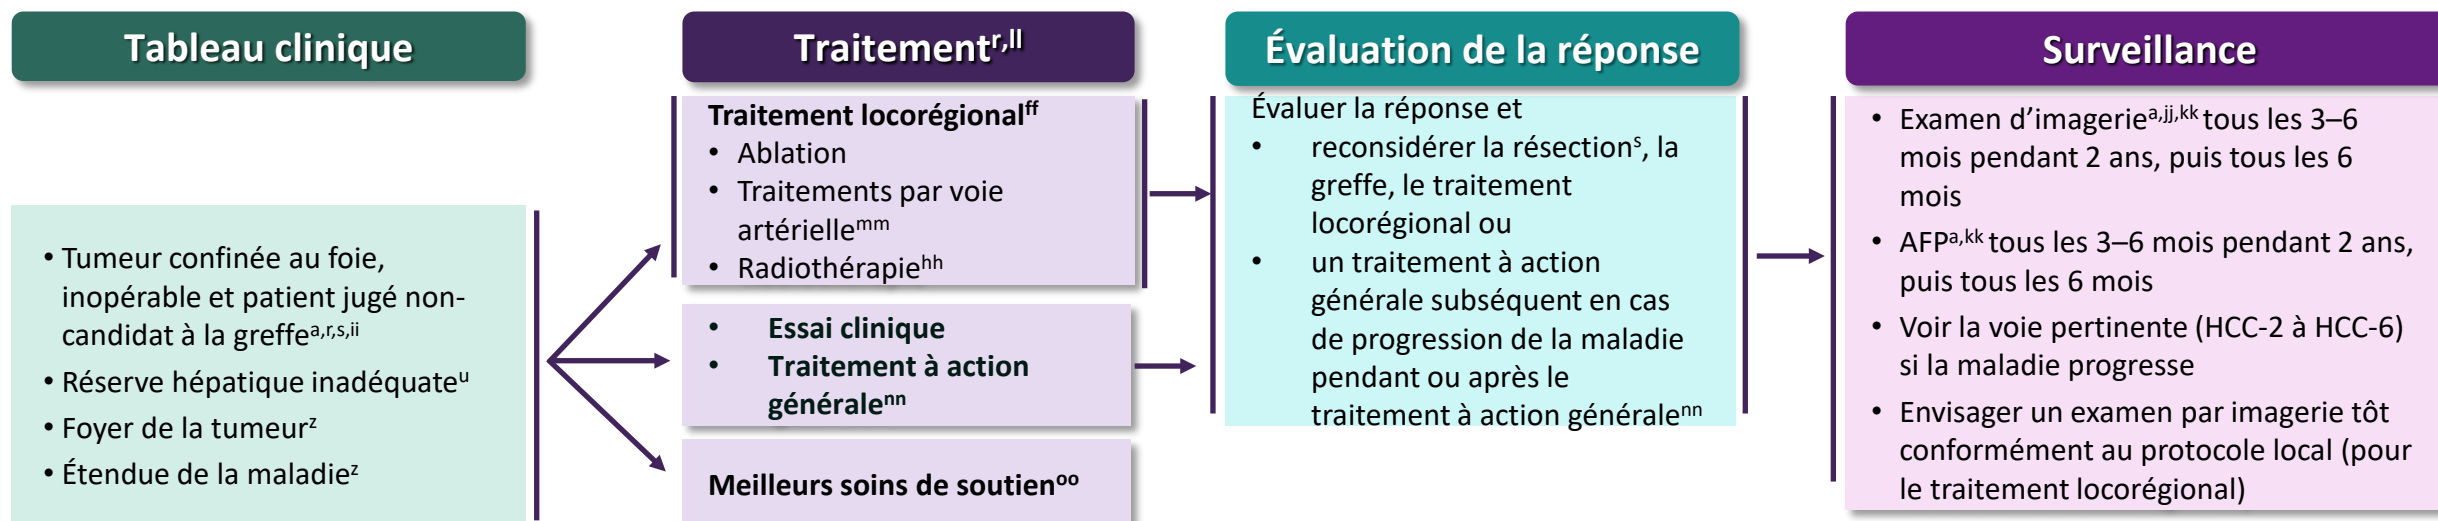 Tableau clinique
• Tumeur confinée au foie,
inopérable et patient jugé non-
candidat à la greffea,r,s,ii
• Réserve hépatique inadéquateu
• Foyer de la tumeurz
• Étendue de la maladiez
Traitementr,ll
Traitement locorégionalff
• Ablation
• Traitements par voie
artériellemm
• Radiothérapiehh
• Essai clinique
• Traitement à action
généralenn
Meilleurs soins de soutienoo
Évaluation de la réponse
Évaluer la réponse et
• reconsidérer la résections, la
greffe, le traitement
locorégional ou
• un traitement à action
générale subséquent en cas
de progression de la maladie
pendant ou après le
traitement à action généralenn
Surveillance
• Examen d’imageriea,jj,kk tous les 3–6
mois pendant 2 ans, puis tous les 6
mois
• AFPa,kk tous les 3–6 mois pendant 2 ans,
puis tous les 6 mois
• Voir la voie pertinente (HCC-2 à HCC-6)
si la maladie progresse
• Envisager un examen par imagerie tôt
conformément au protocole local (pour
le traitement locorégional)